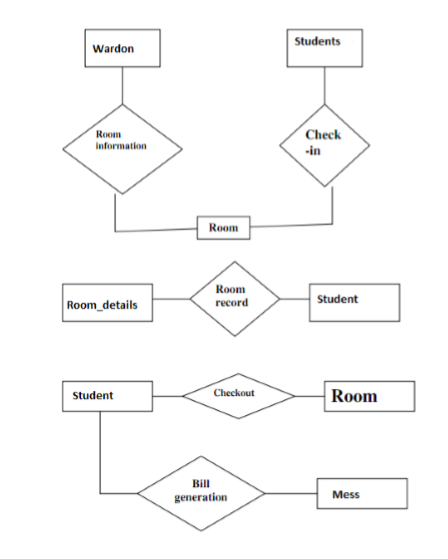 Wardon
Students
Room
information
Check
-in
Room
Room_details
Room
record
Student
Student
Checkout
Room
Bill
generation
Mess